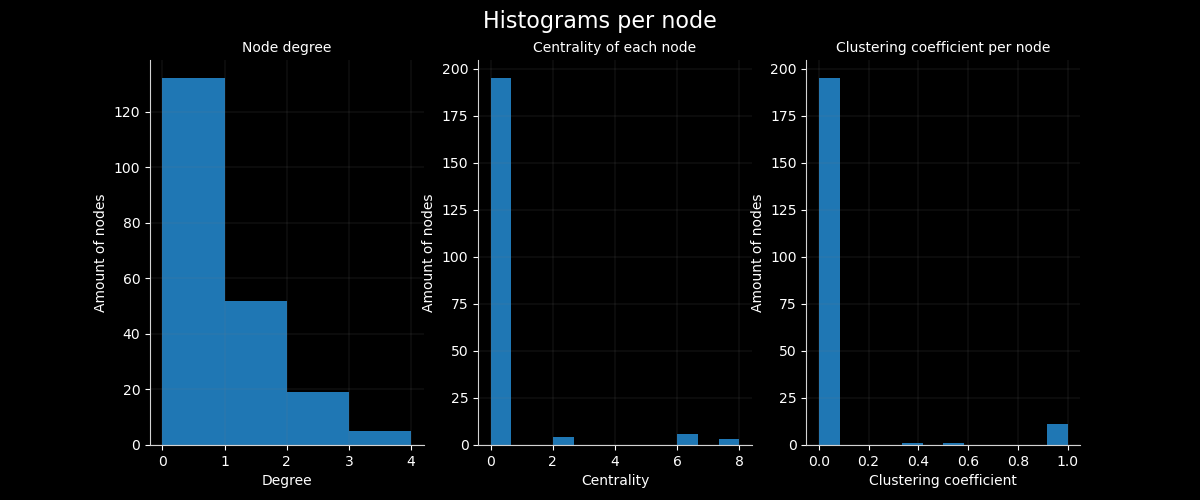 Histograms per node
Node degree
Amount of nodes
120
100
80
60
40
20
0
0 1 2 3 4
Degree
Centrality of each node
Amount of nodes
200
175
150
125
100
75
50
25
0
0 2 4 6 8
Centrality
Clustering coefficient per node
Amount of nodes
200
175
150
125
100
75
50
25
0
0.0 0.2 0.4 0.6 0.8 1.0
Clustering coefficient